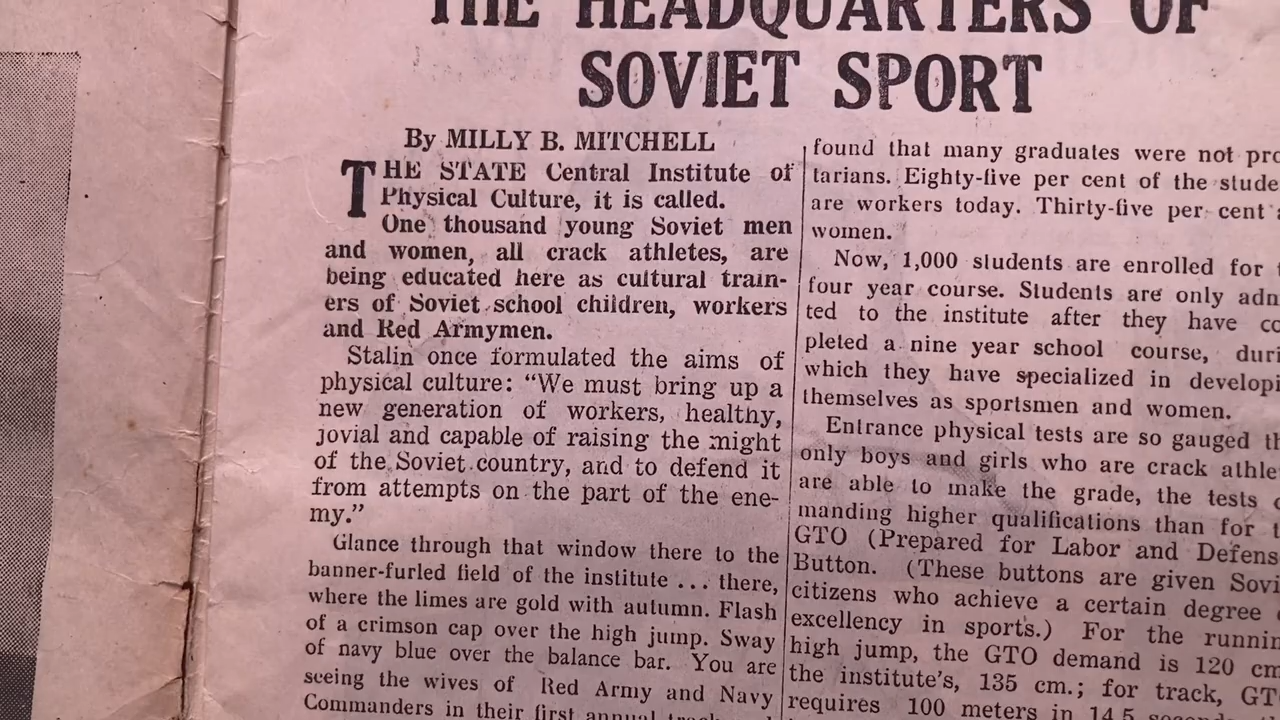 THE HEADQUARTERS OF
SOVIET SPORT
By MILLY B. MITCHELL
THE STATE Central Institute of
Physical Culture, it is called.
One thousand young Soviet men
and women, all crack athletes, are
being educated here as cultural train-
ers of Soviet school children, workers
and Red Armymen.
Stalin once formulated the aims of
physical culture: “We must bring up a
new generation of workers, healthy,
jovial and capable of raising the might
of the Soviet country, and to defend it
from attempts on the part of the ene-
my.”
Glance through that window there to the
banner-furled field of the institute ... there,
where the limes are gold with autumn. Flash
of a crimson cap over the high jump. Sway
of navy blue over the balance bar. You are
seeing the wives of Red Army and Navy
Commanders in their first annual
found that many graduates were not pro
tarians. Eighty-five per cent of the stude
are workers today. Thirty-five per cent
women.
Now, 1,000 students are enrolled for
four year course. Students are only adm
ted to the institute after they have co
pleted a nine year school course, duri
which they have specialized in developi
themselves as sportsmen and women.
Entrance physical tests are so gauged th
only boys and girls who are crack athle
are able to make the grade, the tests
manding higher qualifications than for t
GTO (Prepared for Labor and Defens
Button. (These buttons are given Sovi
citizens who achieve a certain degree
excellency in sports.) For the runnin
high jump, the GTO demand is 120 cm
the institute's, 135 cm.; for track, GT
requires 100 meters in 14.5